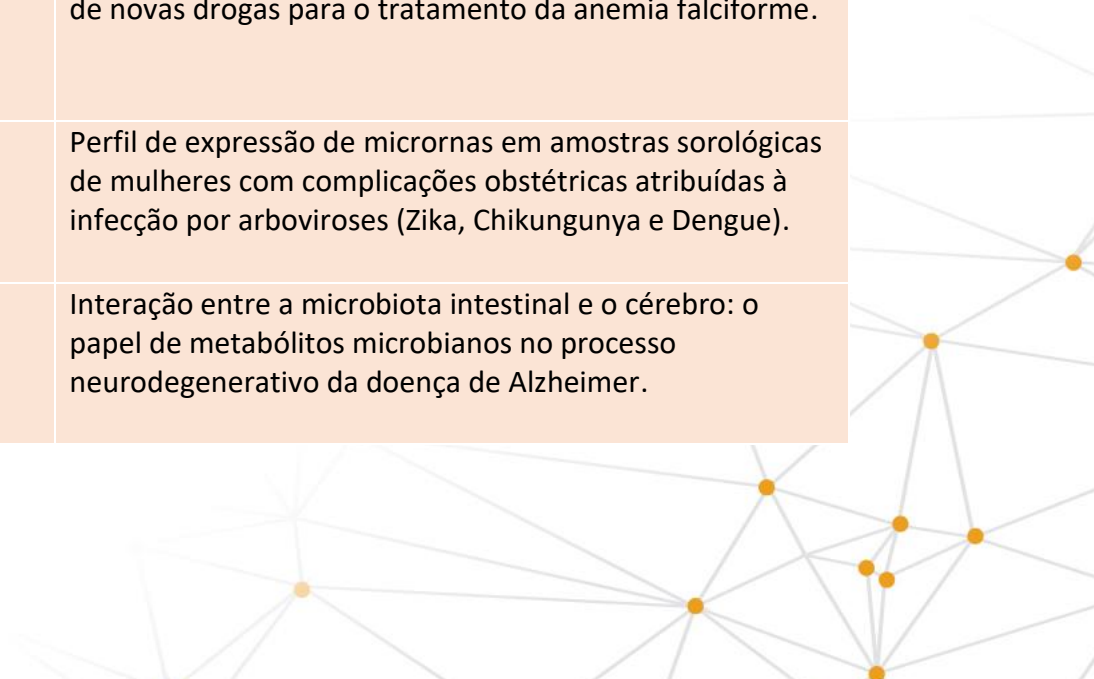 de novas drogas para o tratamento da anemia falciforme.
Perfil de expressão de micrornas em amostras sorológicas
de mulheres com complicações obstétricas atribuídas à
infecção por arboviroses (Zika, Chikungunya e Dengue).
Interação entre a microbiota intestinal e o cérebro: o
papel de metabólitos microbianos no processo
neurodegenerativo da doença de Alzheimer.